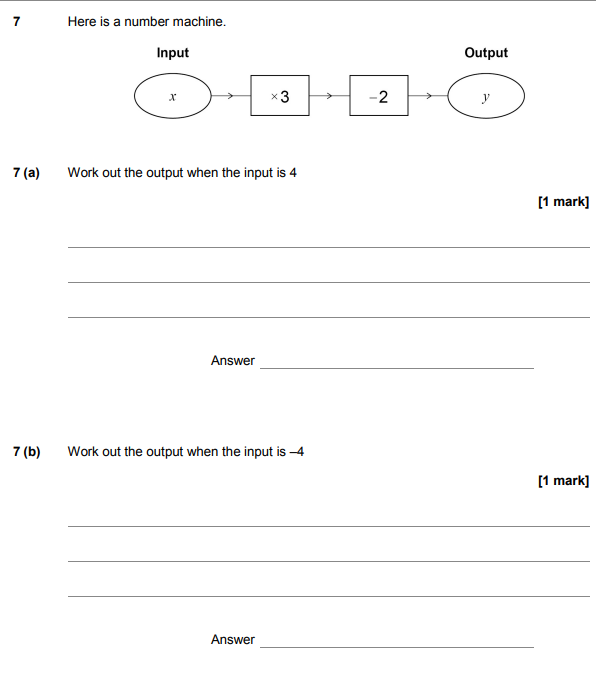 7 Here is a number machine.
Input Output
x ×3 −2 y
7 (a) Work out the output when the input is 4
[1 mark]
Answer
7 (b) Work out the output when the input is –4
[1 mark]
Answer